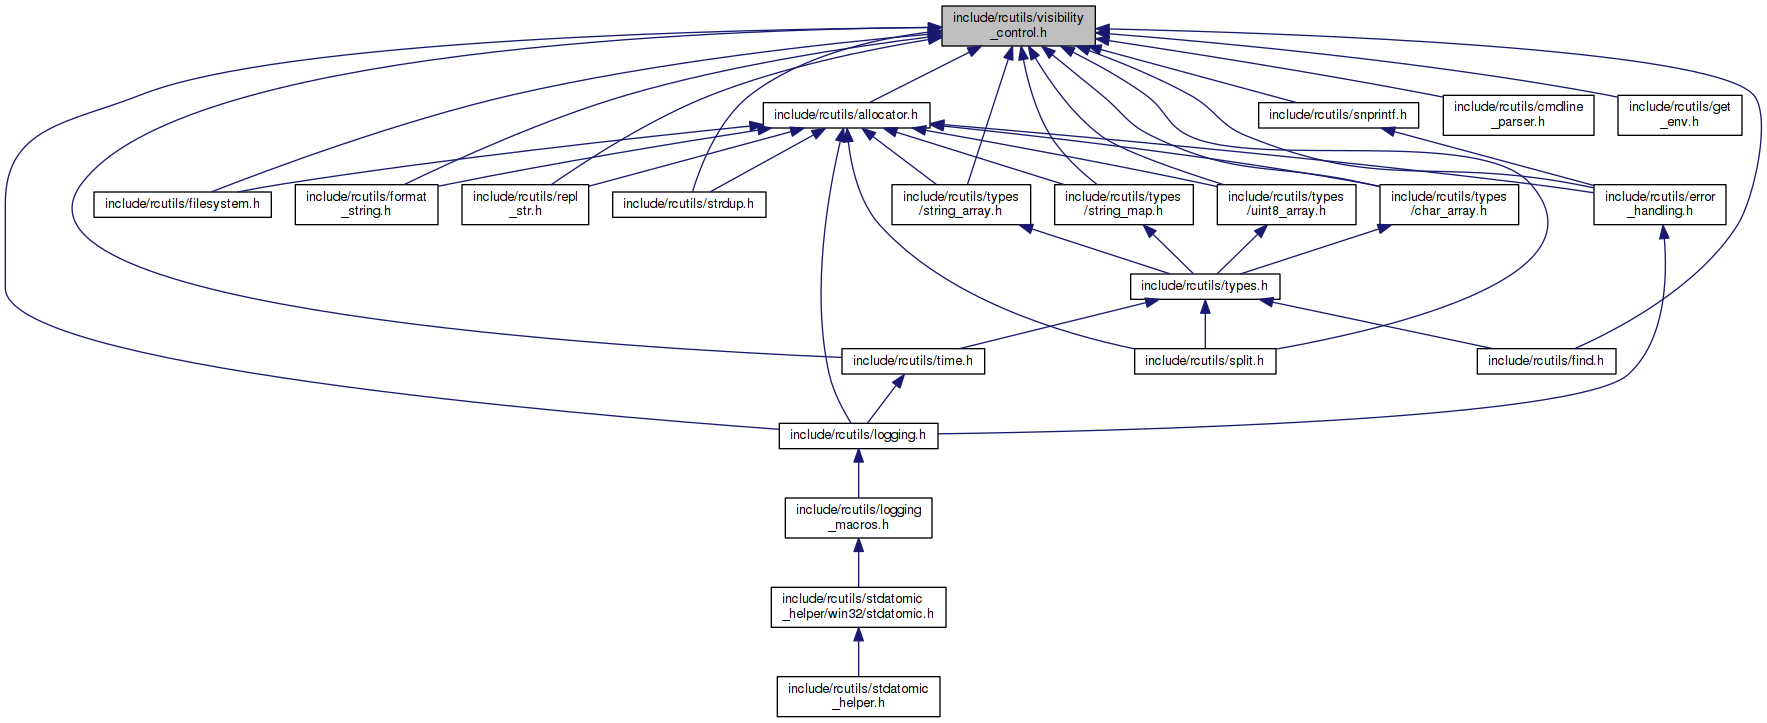 include/rcutils/visibility
_control.h
include/rcutils/allocator.h
include/rcutils/snprintf.h
include/rcutils/cmdline
_parser.h
include/rcutils/get
_env.h
include/rcutils/filesystem.h
include/rcutils/format
_string.h
include/rcutils/repl
_str.h
include/rcutils/strdup.h
include/rcutils/types
/string_array.h
include/rcutils/types
/string_map.h
include/rcutils/types
/uint8_array.h
include/rcutils/types
/char_array.h
include/rcutils/error
_handling.h
include/rcutils/types.h
include/rcutils/time.h
include/rcutils/split.h
include/rcutils/find.h
include/rcutils/logging.h
include/rcutils/logging
_macros.h
include/rcutils/stdatomic
_helper/win32/stdatomic.h
include/rcutils/stdatomic
_helper.h